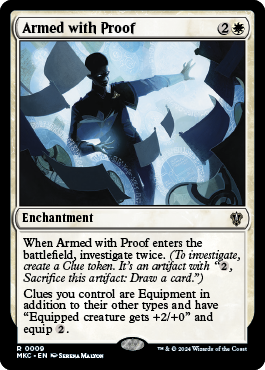 Armed with Proof 2
Enchantment
When Armed with Proof enters the
battlefield, investigate twice. (To investigate,
create a Clue token. It's an artifact with “2,
Sacrifice this artifact: Draw a card.”)
Clues you control are Equipment in
addition to their other types and have
“Equipped creature gets +2/+0” and
equip 2.
R 0009
MKC • EN Serena Malyon
™ & © 2024 Wizards of the Coast